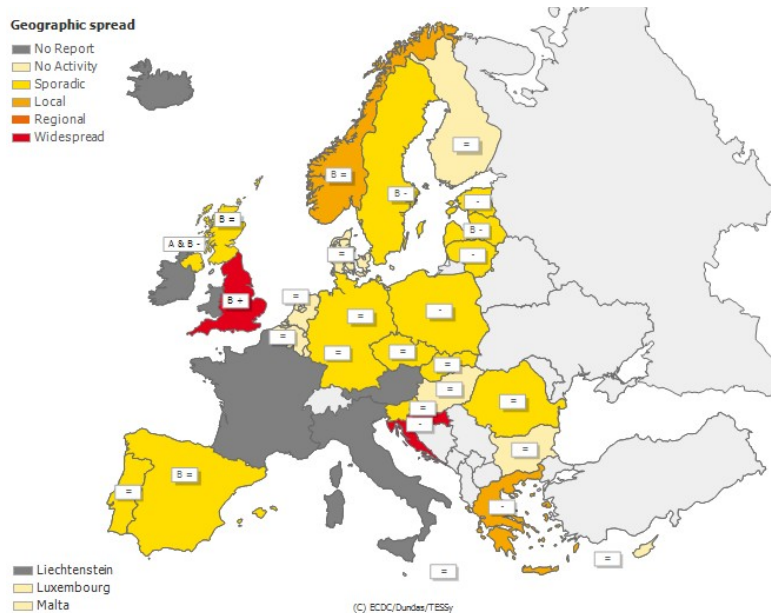 Geographic spread
No Report
No Activity
Sporadic
Local
Regional
Widespread
=
B =
B -
-
B =
B -
A & B -
=
-
=
B +
=
-
=
=
=
=
=
=
=
-
=
B =
=
-
=
=
Liechtenstein
Luxembourg
Malta
(C) ECDC/Dundas/TESSy